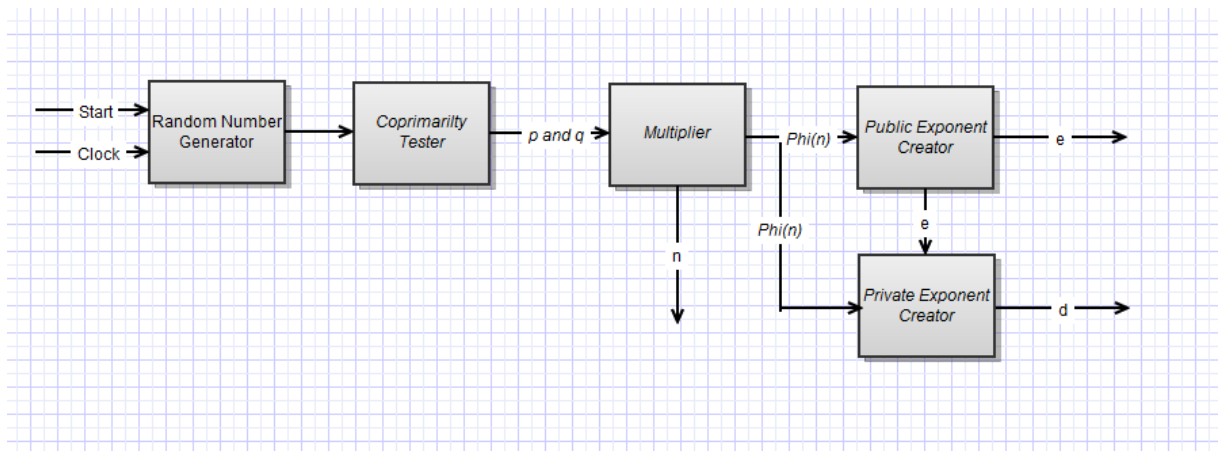 Start
Clock
Random Number
Generator
Coprimarilty
Tester
p and q
Multiplier
n
Phi(n)
Phi(n)
Public Exponent
Creator
e
e
Private Exponent
Creator
d